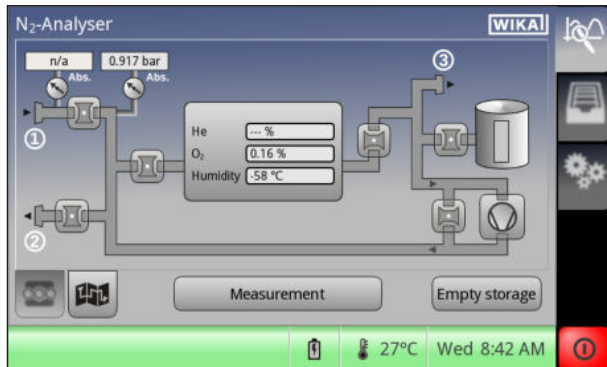 N₂-Analyser
WIKA
n/a
0.917 bar
Abs.
Abs.
③
①
He
--- %
O₂
0.16 %
Humidity
-58 °C
②
Measurement
Empty storage
27°C
Wed 8:42 AM